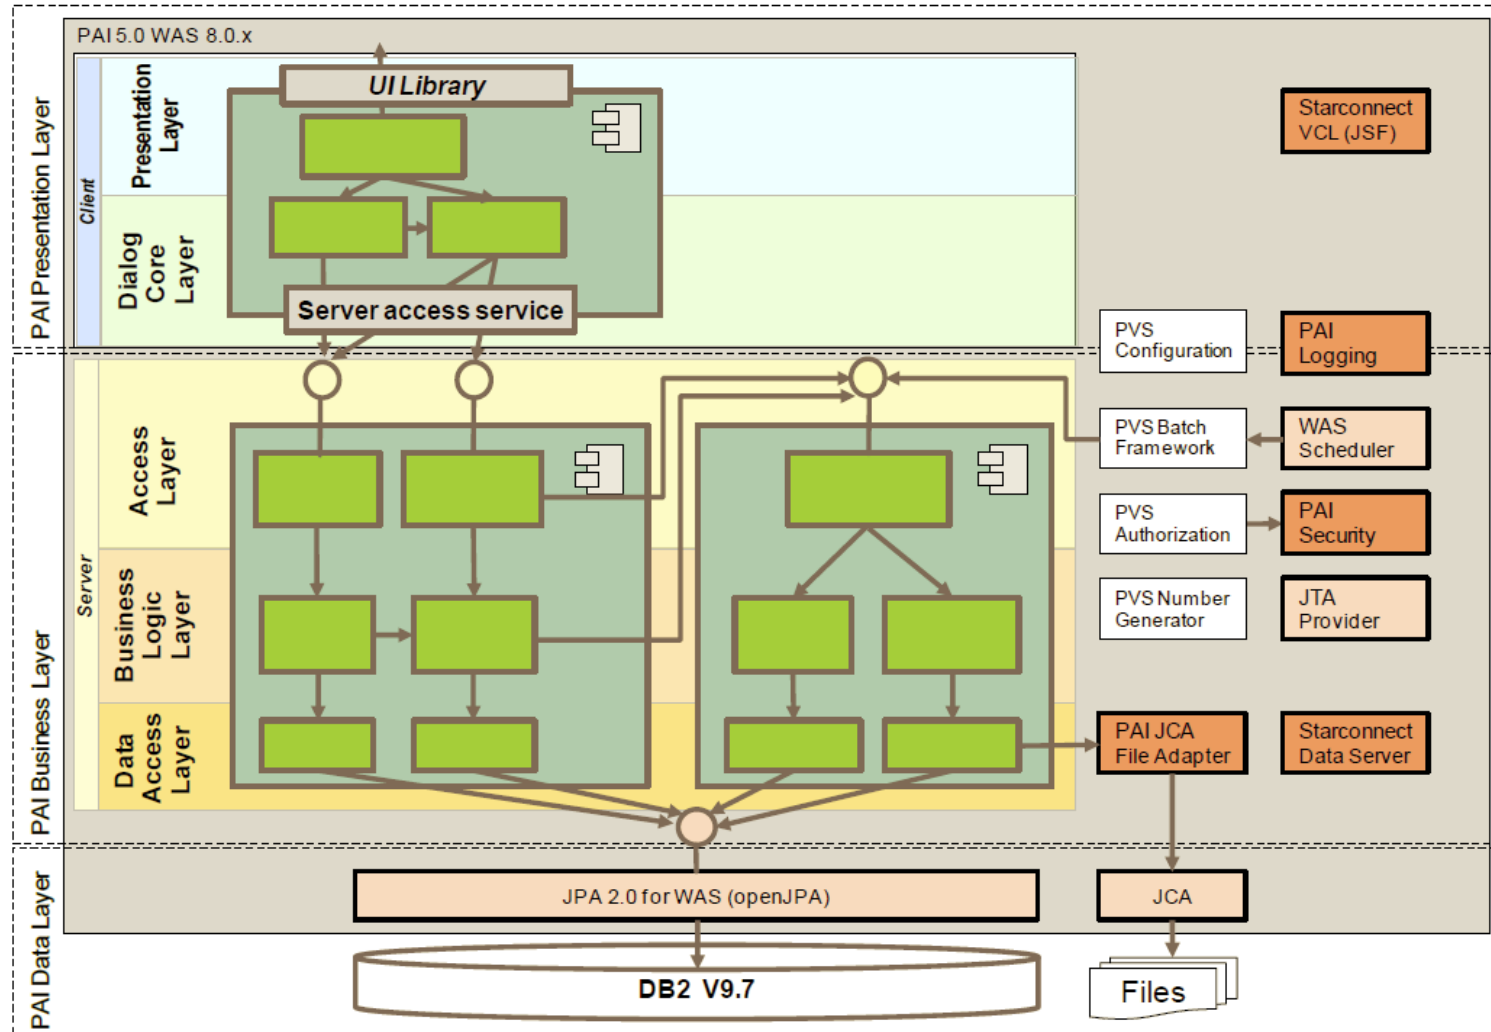 PAI 5.0 WAS 8.0.x
PAI Presentation Layer
Client
Presentation
Layer
UI Library
Starconnect
VCL (JSF)
Dialog
Core
Layer
Server access service
PVS
Configuration
PAI
Logging
PAI Business Layer
Server
Access
Layer
PVS Batch
Framework
WAS
Scheduler
PVS
Authorization
PAI
Security
Business
Logic
Layer
PVS Number
Generator
JTA
Provider
Data
Access
Layer
PAI JCA
File Adapter
Starconnect
Data Server
PAI Data Layer
JPA 2.0 for WAS (openJPA)
JCA
DB2 V9.7
Files